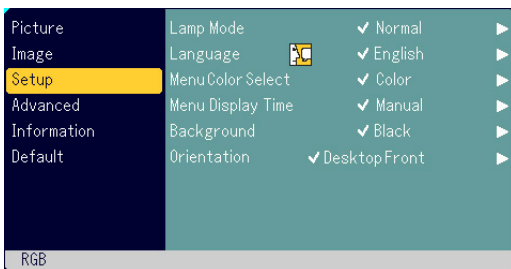 Picture
Image
Setup
Advanced
Information
Default
Lamp Mode ✓ Normal
Language ✓ English
Menu Color Select ✓ Color
Menu Display Time ✓ Manual
Background ✓ Black
Orientation ✓ Desktop Front
RGB